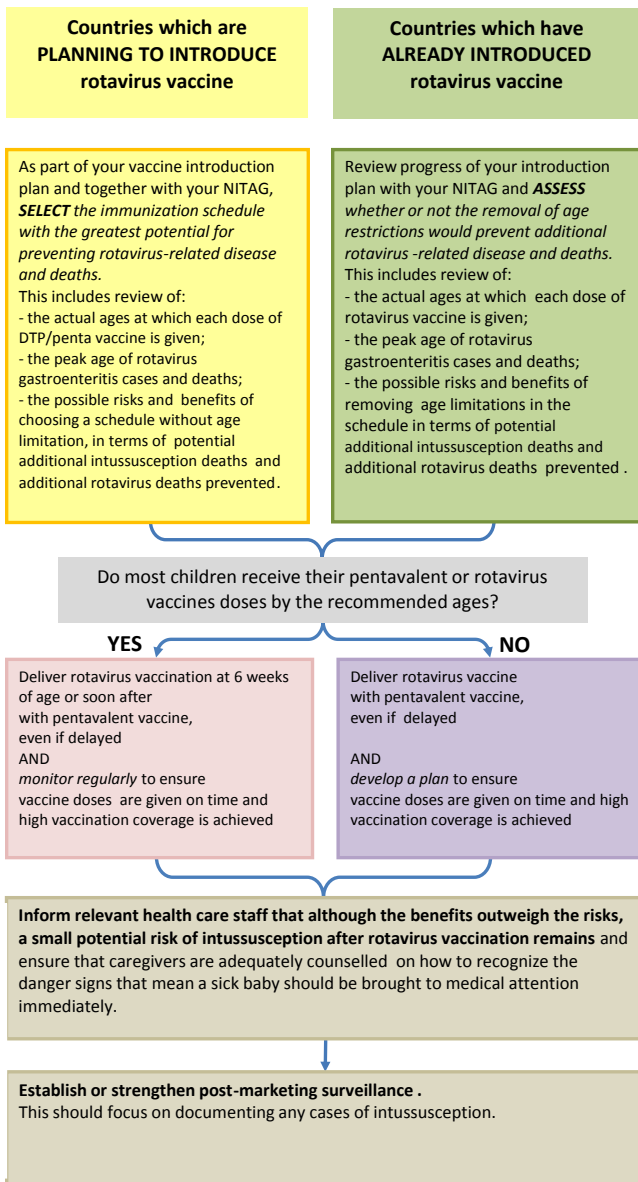 Countries which are
PLANNING TO INTRODUCE
rotavirus vaccine
Countries which have
ALREADY INTRODUCED
rotavirus vaccine
As part of your vaccine introduction
plan and together with your NITAG,
SELECT the immunization schedule
with the greatest potential for
preventing rotavirus-related disease
and deaths.
This includes review of:
- the actual ages at which each dose of
DTP/penta vaccine is given;
- the peak age of rotavirus
gastroenteritis cases and deaths;
- the possible risks and benefits of
choosing a schedule without age
limitation, in terms of potential
additional intussusception deaths and
additional rotavirus deaths prevented.
Review progress of your introduction
plan with your NITAG and ASSESS
whether or not the removal of age
restrictions would prevent additional
rotavirus -related disease and deaths.
This includes review of:
- the actual ages at which each dose of
rotavirus vaccine is given;
- the peak age of rotavirus
gastroenteritis cases and deaths;
- the possible risks and benefits of
removing age limitations in the
schedule in terms of potential
additional intussusception deaths and
additional rotavirus deaths prevented .
Do most children receive their pentavalent or rotavirus
vaccines doses by the recommended ages?
YES
NO
Deliver rotavirus vaccination at 6 weeks
of age or soon after
with pentavalent vaccine,
even if delayed
AND
monitor regularly to ensure
vaccine doses are given on time and
high vaccination coverage is achieved
Deliver rotavirus vaccine
with pentavalent vaccine,
even if delayed
AND
develop a plan to ensure
vaccine doses are given on time and high
vaccination coverage is achieved
Inform relevant health care staff that although the benefits outweigh the risks,
a small potential risk of intussusception after rotavirus vaccination remains and
ensure that caregivers are adequately counselled on how to recognize the
danger signs that mean a sick baby should be brought to medical attention
immediately.
Establish or strengthen post-marketing surveillance .
This should focus on documenting any cases of intussusception.